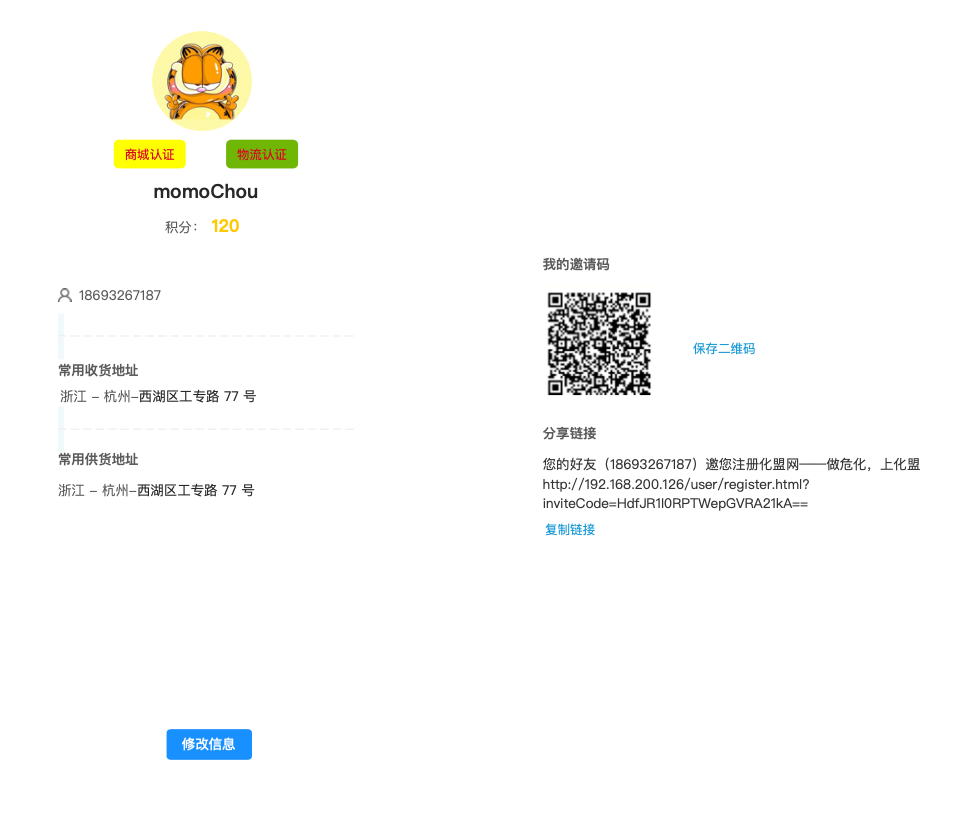 商城认证
物流认证
momoChou
积分： 120
18693267187
常用收货地址
浙江 – 杭州–西湖区工专路 77 号
常用供货地址
浙江 – 杭州–西湖区工专路 77 号
修改信息
我的邀请码
保存二维码
分享链接
您的好友（18693267187）邀您注册化盟网——做危化，上化盟
http://192.168.200.126/user/register.html?
inviteCode=HdfJR1l0RPTWepGVRA21kA==
复制链接